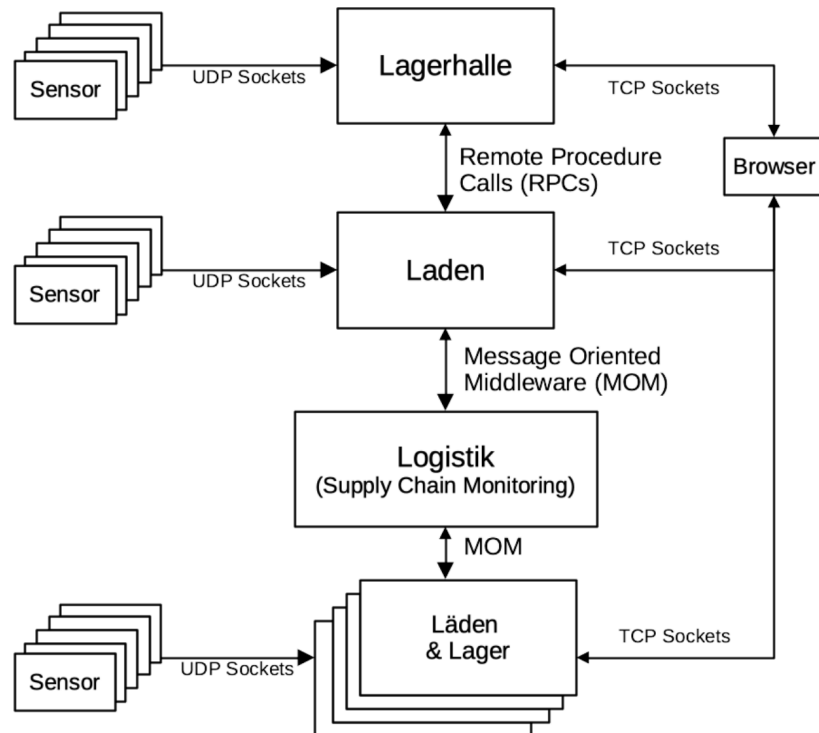 Sensor
UDP Sockets
Lagerhalle
TCP Sockets
Browser
Remote Procedure
Calls (RPCs)
Sensor
UDP Sockets
Laden
TCP Sockets
Message Oriented
Middleware (MOM)
Logistik
(Supply Chain Monitoring)
MOM
Sensor
UDP Sockets
Läden
& Lager
TCP Sockets